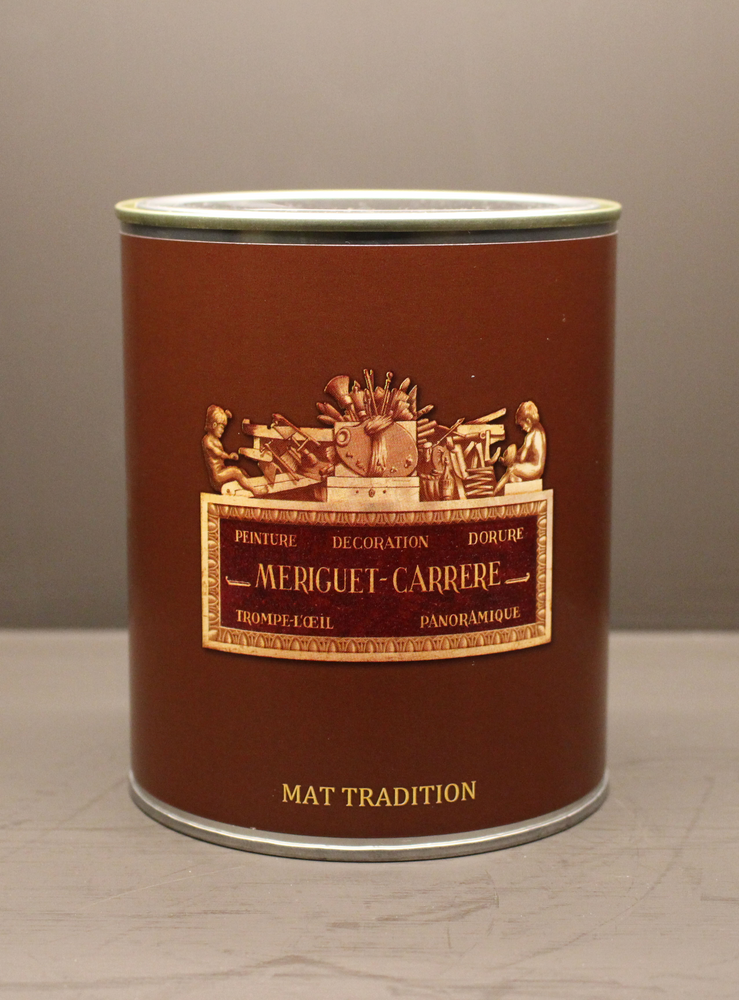 PEINTURE DECORATION DORURE
MERIGUET-CARRERE
TROMPE-L'ŒIL PANORAMIQUE
MAT TRADITION